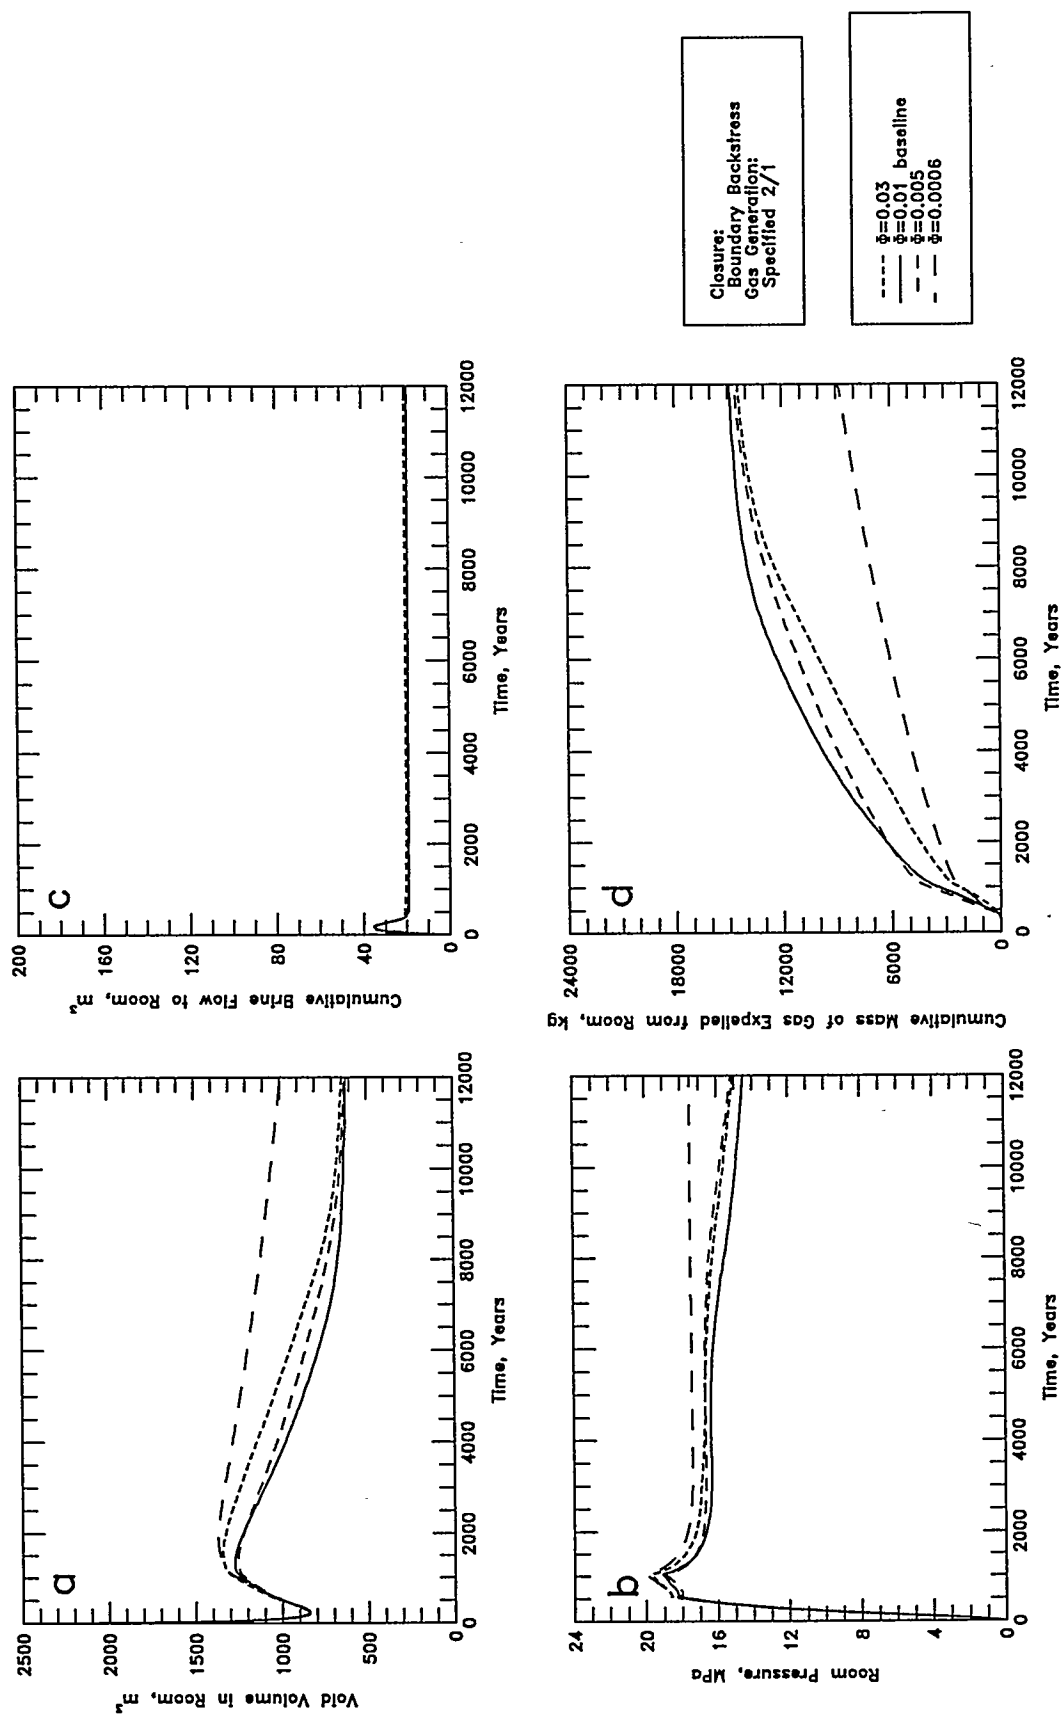 a
Void Volume in Room, m³
2500
2000
1500
1000
500
0
0 2000 4000 6000 8000 10000 12000
Time, Years
c
Cumulative Brine Flow to Room, m³
200
160
120
80
40
0
0 2000 4000 6000 8000 10000 12000
Time, Years
b
Room Pressure, MPa
24
20
16
12
8
4
0
0 2000 4000 6000 8000 10000 12000
Time, Years
d
Cumulative Mass of Gas Expelled from Room, kg
24000
18000
12000
6000
0
0 2000 4000 6000 8000 10000 12000
Time, Years
Closure:
Boundary Backstress
Gas Generation:
Specified 2/1
Φ=0.03
Φ=0.01 baseline
Φ=0.005
Φ=0.0006